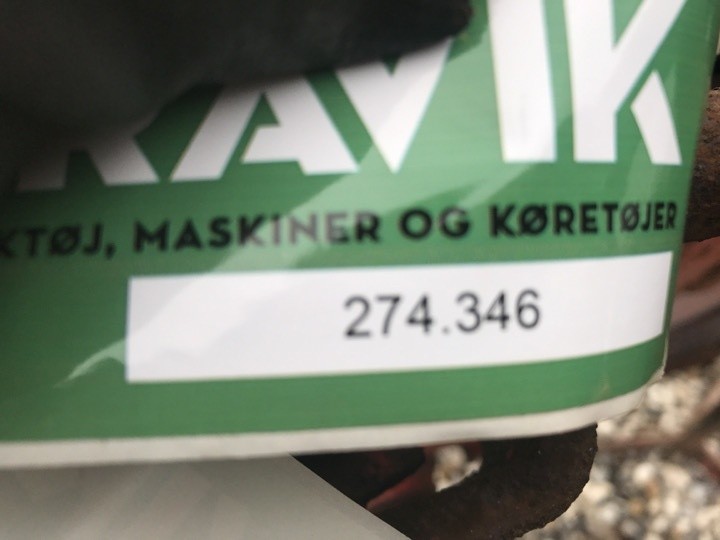 RAVIK
KTØJ, MASKINER OG KØRETØJER
274.346